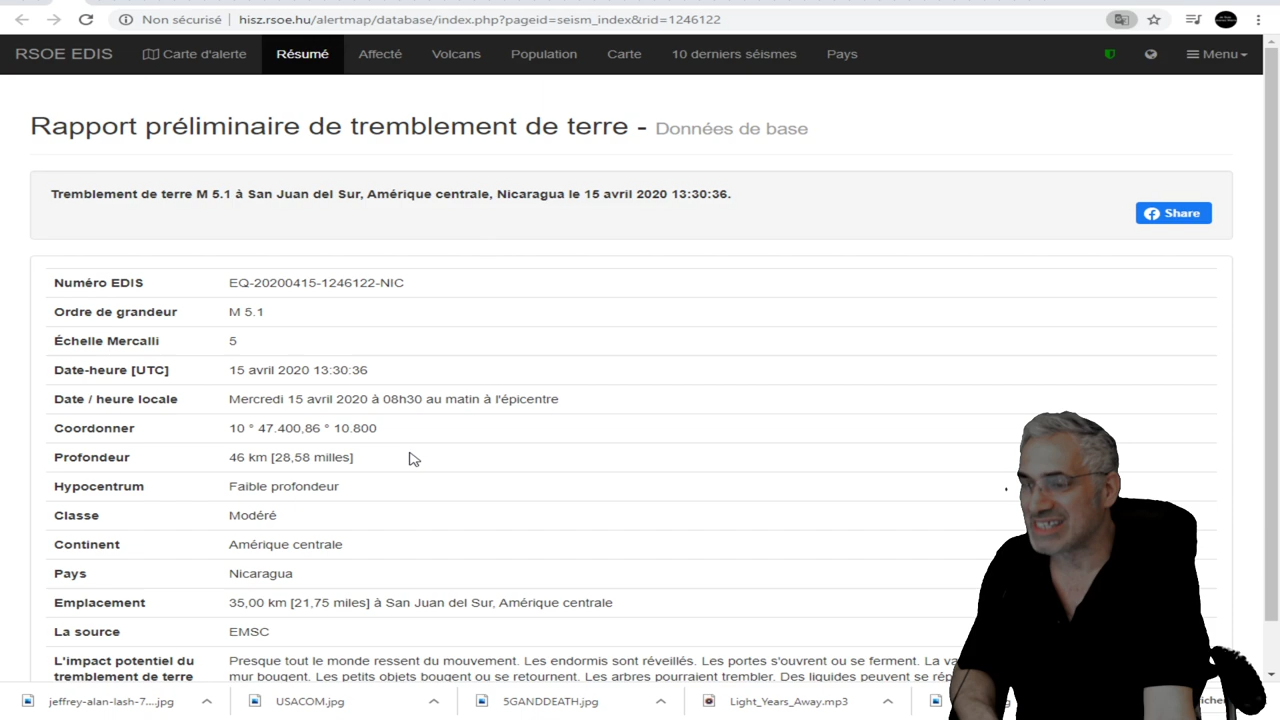 Non sécurisé | hisz.rsoe.hu/alertmap/database/index.php?pageid=seism_index&rid=1246122
RSOE EDIS Carte d'alerte Résumé Affecté Volcans Population Carte 10 derniers séismes Pays Menu
Rapport préliminaire de tremblement de terre - Données de base
Tremblement de terre M 5.1 à San Juan del Sur, Amérique centrale, Nicaragua le 15 avril 2020 13:30:36.
Share
Numéro EDIS EQ-20200415-1246122-NIC
Ordre de grandeur M 5.1
Échelle Mercalli 5
Date-heure [UTC] 15 avril 2020 13:30:36
Date / heure locale Mercredi 15 avril 2020 à 08h30 au matin à l'épicentre
Coordonner 10 ° 47.400,86 ° 10.800
Profondeur 46 km [28,58 milles]
Hypocentrum Faible profondeur
Classe Modéré
Continent Amérique centrale
Pays Nicaragua
Emplacement 35,00 km [21,75 miles] à San Juan del Sur, Amérique centrale
La source EMSC
L'impact potentiel du Presque tout le monde ressent du mouvement. Les endormis sont réveillés. Les portes s'ouvrent ou se ferment. La
tremblement de terre mur bougent. Les petits objets bougent ou se retournent. Les arbres pourraient trembler. Des liquides peuvent se
jeffrey-alan-lash-7....jpg USACOM.jpg 5GANDDEATH.jpg Light_Years_Away.mp3